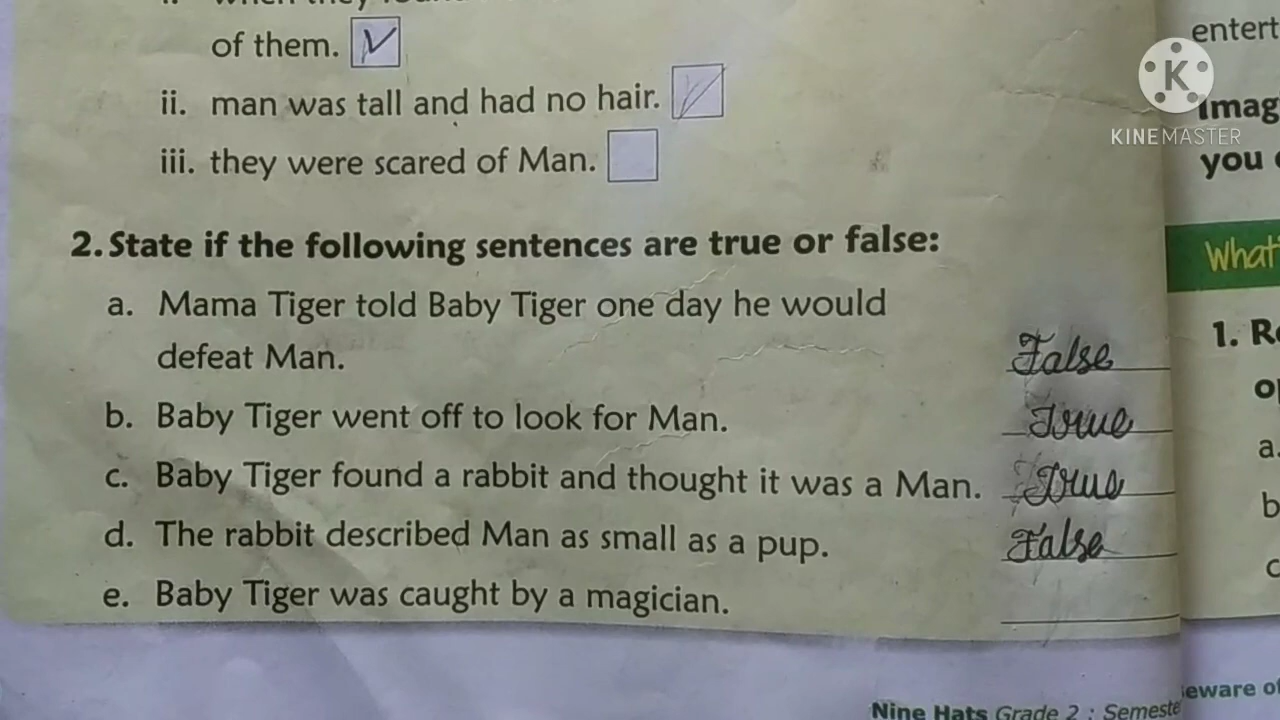 of them.
ii. man was tall and had no hair.
iii. they were scared of Man.
2. State if the following sentences are true or false:
a. Mama Tiger told Baby Tiger one day he would
defeat Man. False
b. Baby Tiger went off to look for Man. True
c. Baby Tiger found a rabbit and thought it was a Man. True
d. The rabbit described Man as small as a pup. False
e. Baby Tiger was caught by a magician.
Nine Hats Grade 2 : Semeste
entert
K
KINEMASTER
Imag
you
What'
1. R
o
a.
b
c
eware of